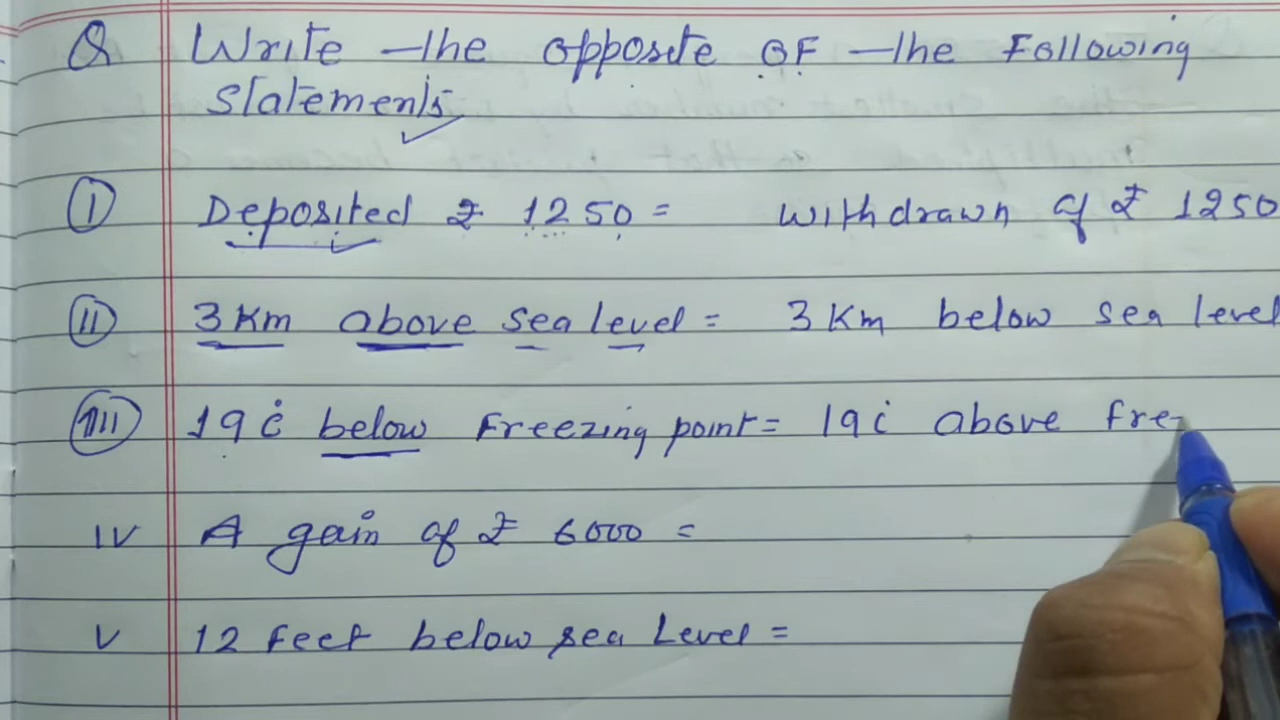 Q Write the opposite of the following
statements
(i) Deposited ₹ 1250 = withdrawn of ₹ 1250
(ii) 3 Km above sea level = 3 Km below sea level
(iii) 19°C below Freezing point = 19°C above fre
iv A gain of ₹ 6000 =
v 12 Feet below sea Level =